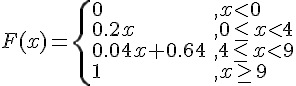 F(x) = { 0 , x < 0
0.2x , 0 ≤ x < 4
0.04x + 0.64 , 4 ≤ x < 9
1 , x ≥ 9